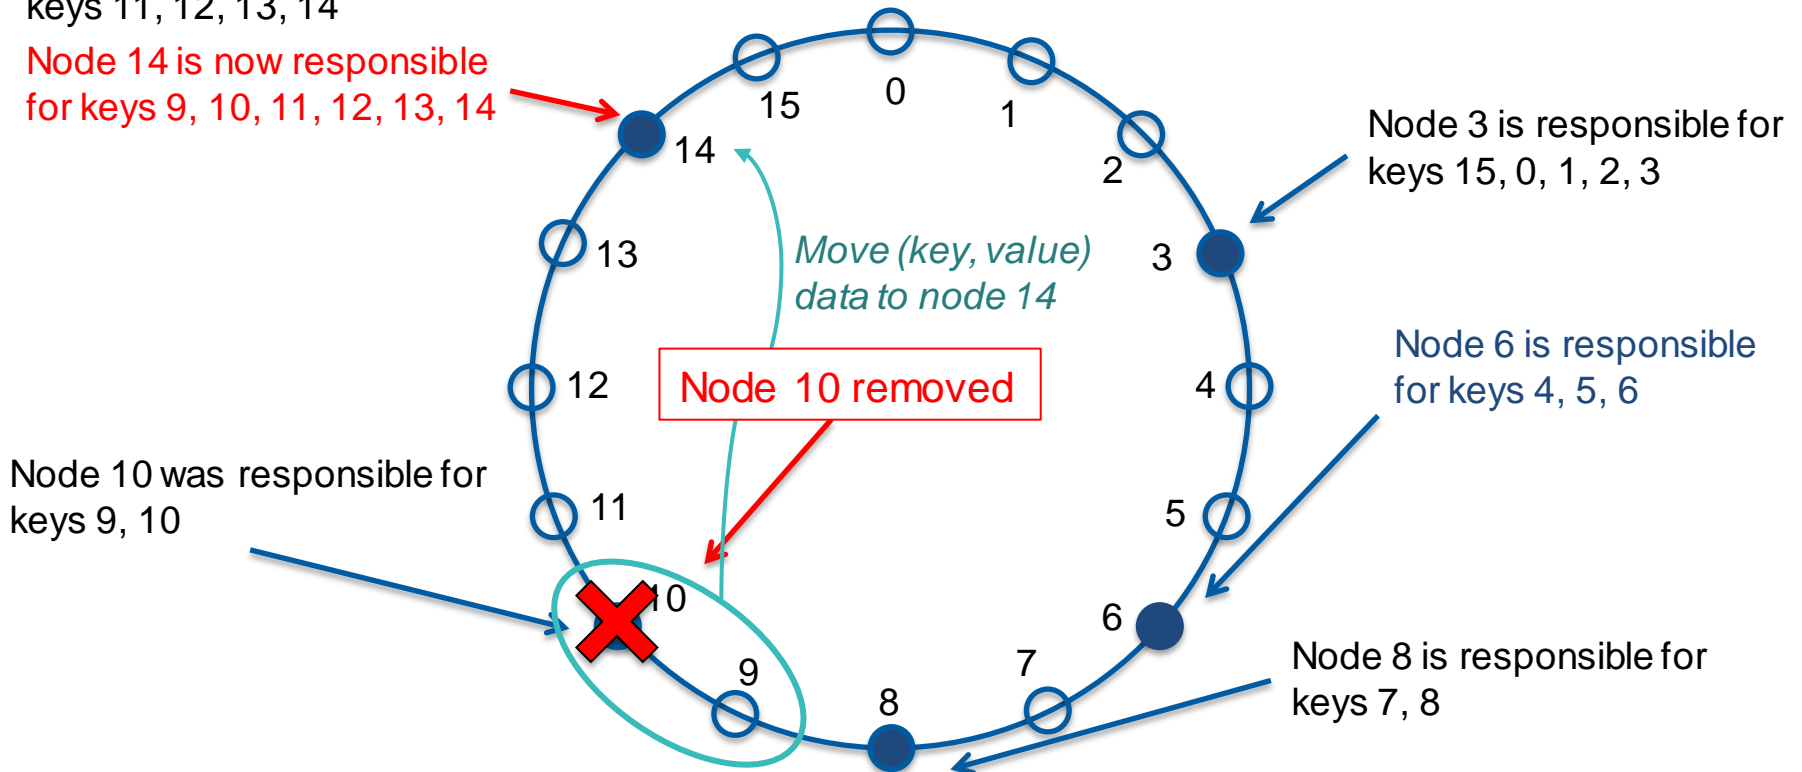 keys 11, 12, 13, 14
Node 14 is now responsible
for keys 9, 10, 11, 12, 13, 14
15
0
1
14
2
Node 3 is responsible for
keys 15, 0, 1, 2, 3
13
Move (key, value)
data to node 14
3
12
Node 10 removed
4
Node 6 is responsible
for keys 4, 5, 6
Node 10 was responsible for
keys 9, 10
11
5
10
6
9
8
7
Node 8 is responsible for
keys 7, 8